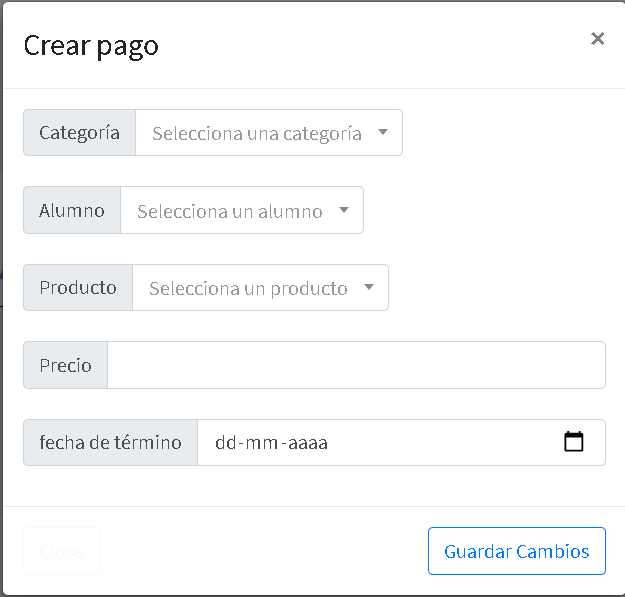 Crear pago
×
Categoría Selecciona una categoría
Alumno Selecciona un alumno
Producto Selecciona un producto
Precio
fecha de término dd-mm-aaaa
Close Guardar Cambios